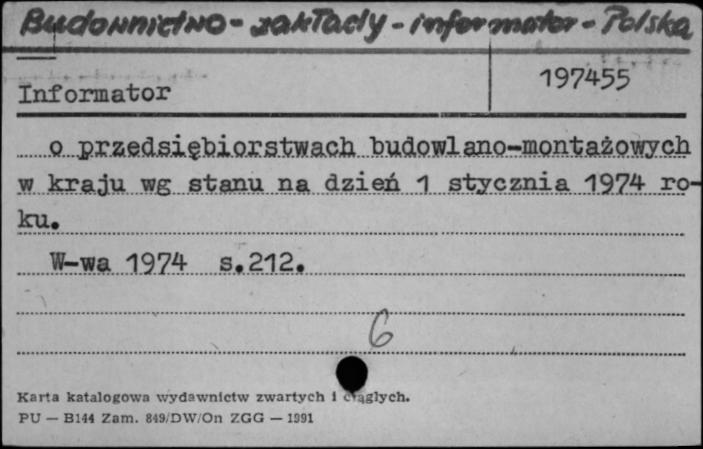 Budownictwo - zakłady - informator - Polska
Informator
197455
o przedsiębiorstwach budowlano-montażowych
w kraju wg stanu na dzień 1 stycznia 1974 ro-
ku.
W-wa 1974 s.212.
6
Karta katalogowa wydawnictw zwartych i ciągłych.
PU — B144 Zam. 849/DW/On ZGG — 1991